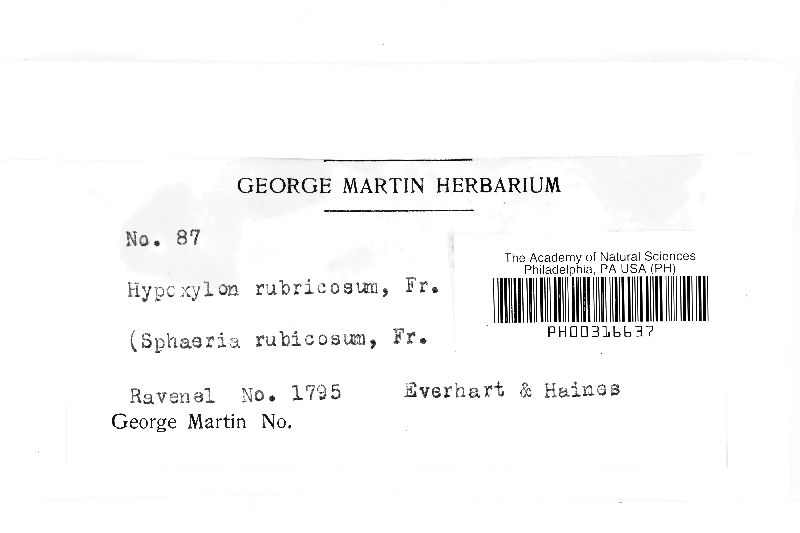 GEORGE MARTIN HERBARIUM
No. 87
The Academy of Natural Sciences
Philadelphia, PA USA (PH)
PH00316637
Hypoxylon rubricosum, Fr.
(Sphaeria rubicosum, Fr.
Ravenel No. 1795 Everhart & Haines
George Martin No.